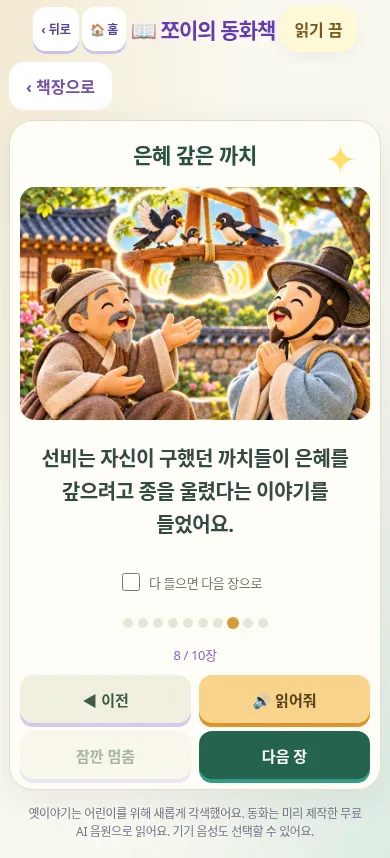 ‹ 뒤로 🏠 홈 📖 쪼이의 동화책 읽기 끔
‹ 책장으로
은혜 갚은 까치
선비는 자신이 구했던 까치들이 은혜를
갚으려고 종을 울렸다는 이야기를
들었어요.
다 들으면 다음 장으로
8 / 10장
◀ 이전
🔊 읽어줘
잠깐 멈춤
다음 장
옛이야기는 어린이를 위해 새롭게 각색했어요. 동화는 미리 제작한 무료
AI 음원으로 읽어요. 기기 음성도 선택할 수 있어요.